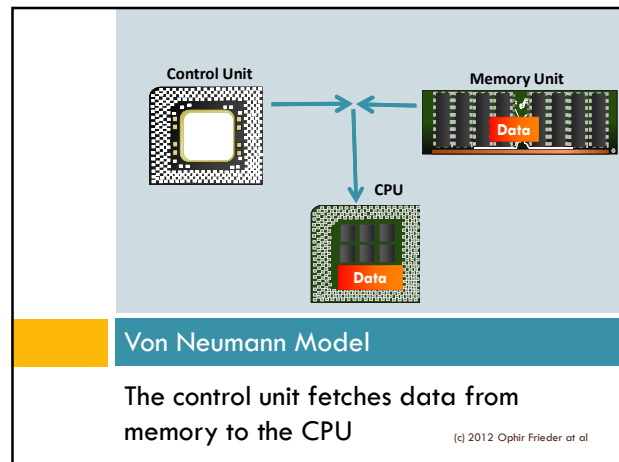 Control Unit
Memory Unit
Data
CPU
Data
Von Neumann Model
The control unit fetches data from
memory to the CPU
(c) 2012 Ophir Frieder at al